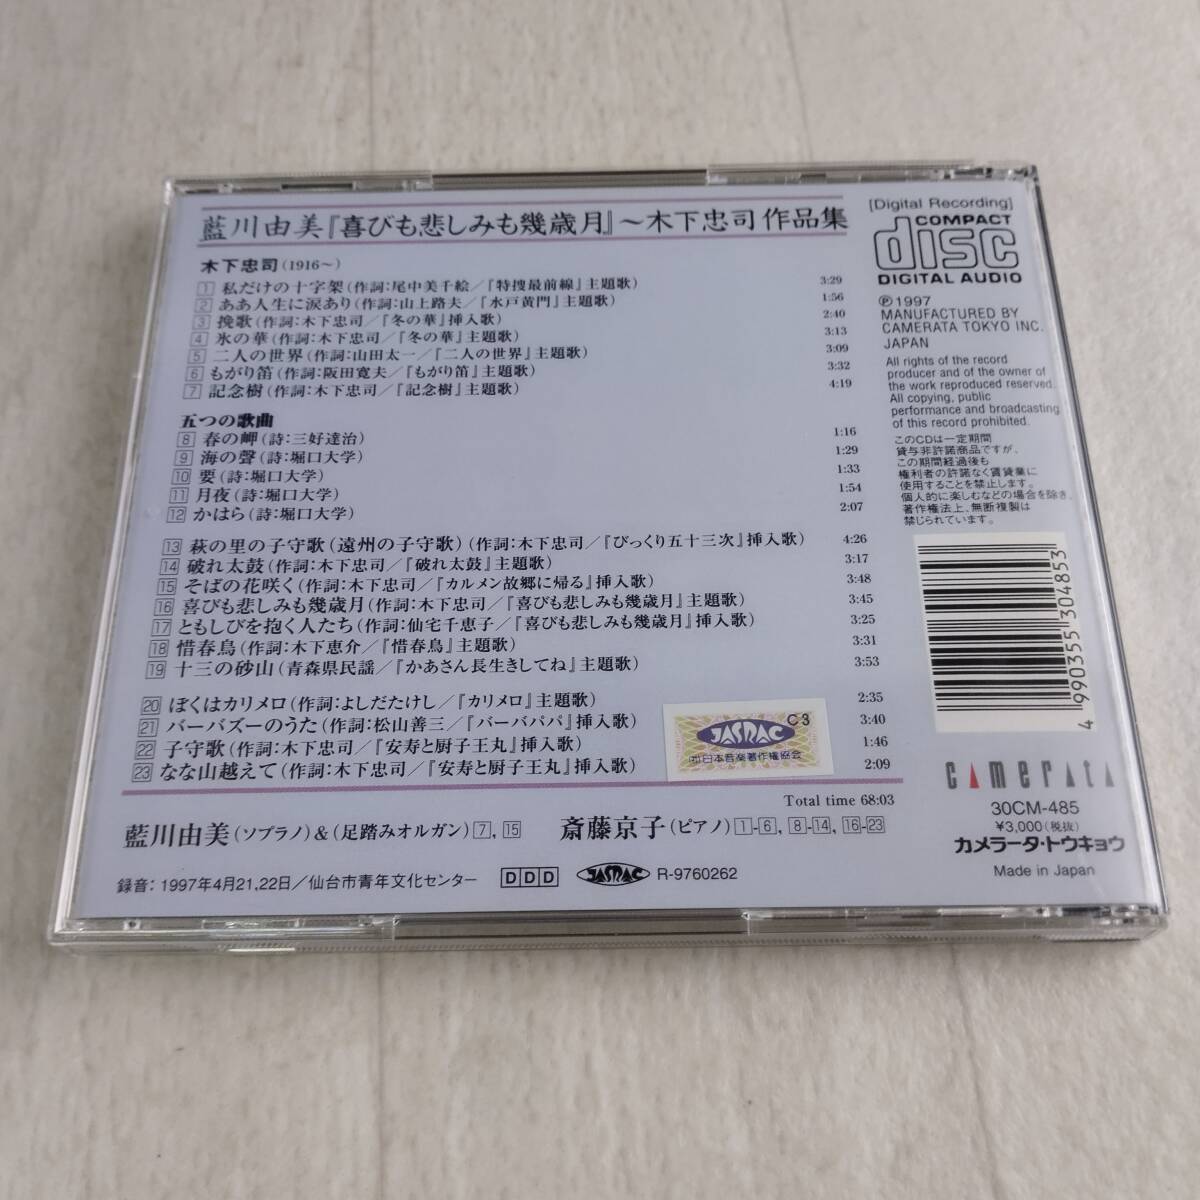 藍川由美『喜びも悲しみも幾歳月』～木下忠司作品集
木下忠司(1916～)
1 私だけの十字架(作詞:尾中美千絵/『特捜最前線』主題歌) 3:29
2 ああ人生に涙あり(作詞:山上路夫/『水戸黄門』主題歌) 1:56
3 挽歌(作詞:木下忠司/『冬の華』挿入歌) 2:40
4 氷の華(作詞:木下忠司/『冬の華』主題歌) 3:13
5 二人の世界(作詞:山田太一/『二人の世界』主題歌) 3:09
6 もがり笛(作詞:阪田寛夫/『もがり笛』主題歌) 3:32
7 記念樹(作詞:木下忠司/『記念樹』主題歌) 4:19
五つの歌曲
8 春の岬(詩:三好達治) 1:16
9 海の聲(詩:堀口大学) 1:29
10 要(詩:堀口大学) 1:33
11 月夜(詩:堀口大学) 1:54
12 かはら(詩:堀口大学) 2:07
13 萩の里の子守歌(遠州の子守歌)(作詞:木下忠司/『びっくり五十三次』挿入歌) 4:26
14 破れ太鼓(作詞:木下忠司/『破れ太鼓』主題歌) 3:17
15 そばの花咲く(作詞:木下忠司/『カルメン故郷に帰る』挿入歌) 3:48
16 喜びも悲しみも幾歳月(作詞:木下忠司/『喜びも悲しみも幾歳月』主題歌) 3:45
17 ともしびを抱く人たち(作詞:仙宅千恵子/『喜びも悲しみも幾歳月』挿入歌) 3:25
18 惜春鳥(作詞:木下恵介/『惜春鳥』主題歌) 3:31
19 十三の砂山(青森県民謡/『かあさん長生きしてね』主題歌) 3:53
20 ぼくはカリメロ(作詞:よしだたけし/『カリメロ』主題歌) 2:35
21 バーバズーのうた(作詞:松山善三/『バーバパパ』挿入歌) 3:40
22 子守歌(作詞:木下忠司/『安寿と厨子王丸』挿入歌) 1:46
23 なな山越えて(作詞:木下忠司/『安寿と厨子王丸』挿入歌) 2:09
C3
JASRAC
(社)日本音楽著作権協会
Total time 68:03
藍川由美(ソプラノ)&(足踏みオルガン)7, 15 斎藤京子(ピアノ)1-6, 8-14, 16-23
録音:1997年4月21,22日/仙台市青年文化センター DDD JASRAC R-9760262
[Digital Recording]
COMPACT
disc
DIGITAL AUDIO
℗1997
MANUFACTURED BY
CAMERATA TOKYO INC.
JAPAN
All rights of the record
producer and of the owner of
the work reproduced reserved.
All copying, public
performance and broadcasting
of this record prohibited.
このCDは一定期間
貸与非許諾商品ですが、
この期間経過後も
権利者の許諾なく賃貸業に
使用することを禁止します。
個人的に楽しむなどの場合を除き、
著作権法上、無断複製は
禁じられています。
4 990355 304853
camerata
30CM-485
¥3,000(税抜)
カメラータ・トウキョウ
Made in Japan